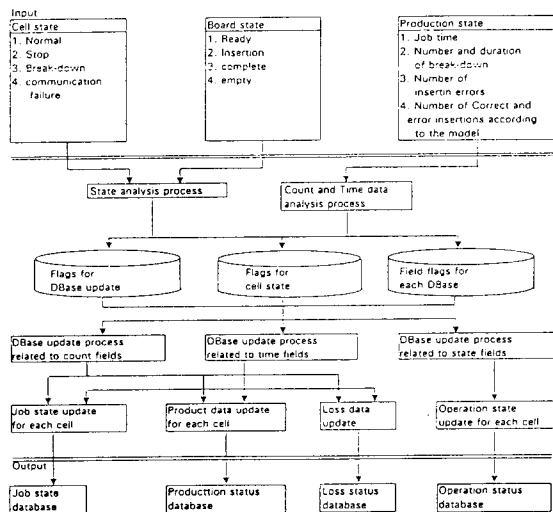 Input
Cell state
1. Normal
2. Stop
3. Break-down
4. communication
failure
Board state
1. Ready
2. Insertion
3. complete
4. empty
Production state
1. Job time
2. Number and duration
of break-down
3. Number of
insertin errors
4. Number of Correct and
error insertions according
to the model
State analysis process
Count and Time data
analysis process
Flags for
DBase update
Flags for
cell state
Field flags for
each DBase
DBase update process
related to count fields
DBase update process
related to time fields
DBase update process
related to state fields
Job state update
for each cell
Product data update
for each cell
Loss data
update
Operation state
update for each cell
Output
Job state
database
Producttion status
database
Loss status
database
Operation status
database